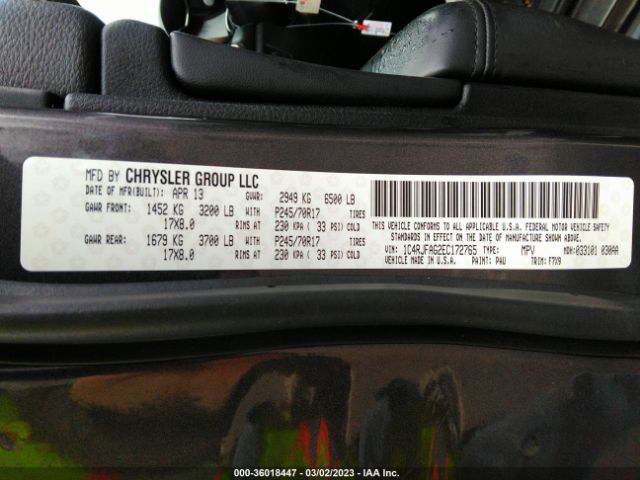 MFD BY CHRYSLER GROUP LLC
DATE OF MFR(BUILT): APR 13 GVWR: 2949 KG 6500 LB
GAWR FRONT: 1452 KG 3200 LB WITH P245/70R17 TIRES
17X8.0 RIMS AT 230 KPA ( 33 PSI) COLD
GAWR REAR: 1679 KG 3700 LB WITH P245/70R17 TIRES
17X8.0 RIMS AT 230 KPA ( 33 PSI) COLD
THIS VEHICLE CONFORMS TO ALL APPLICABLE U.S.A. FEDERAL MOTOR VEHICLE SAFETY
STANDARDS IN EFFECT ON THE DATE OF MANUFACTURE SHOWN ABOVE.
VIN: 1C4RJFAG2EC172765 TYPE: MPV MDH:033101 030AA
VEHICLE MADE IN U.S.A. PAINT: PAU TRIM: F7X9
000-36018447 - 03/02/2023 - IAA Inc.